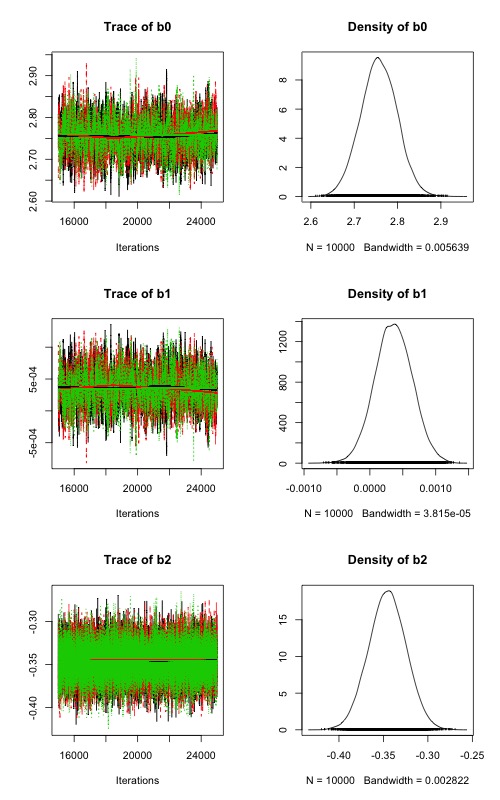 Trace of b0
2.60 2.70 2.80 2.90
16000 20000 24000
Iterations
Density of b0
0 2 4 6 8
2.6 2.7 2.8 2.9
N = 10000 Bandwidth = 0.005639
Trace of b1
-5e-04 5e-04
16000 20000 24000
Iterations
Density of b1
0 400 800 1200
-0.0010 0.0000 0.0010
N = 10000 Bandwidth = 3.815e-05
Trace of b2
-0.40 -0.35 -0.30
16000 20000 24000
Iterations
Density of b2
0 5 10 15
-0.40 -0.35 -0.30 -0.25
N = 10000 Bandwidth = 0.002822